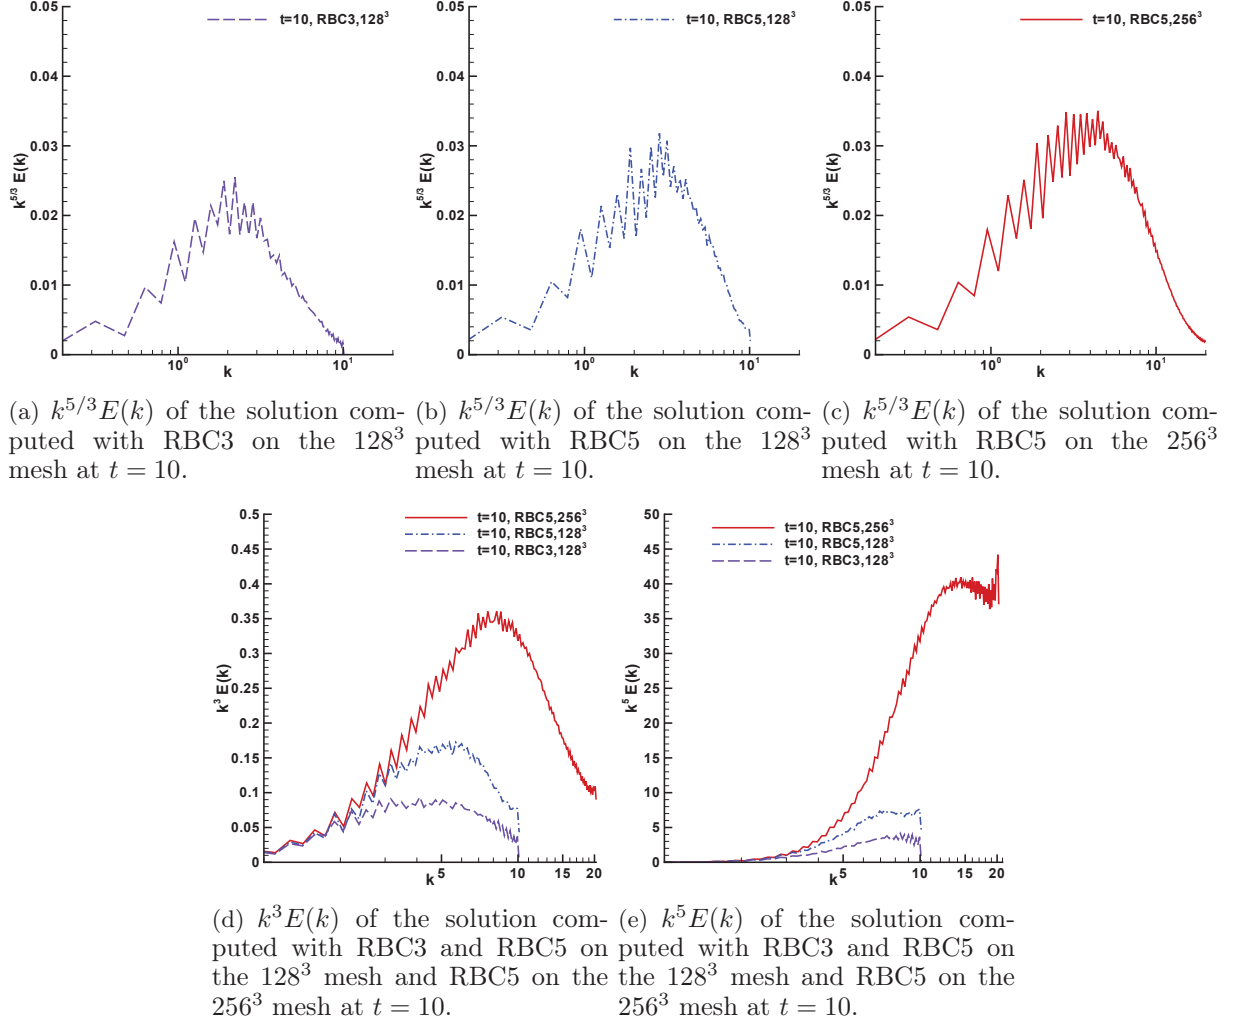 t=10, RBC3,128³
0.05
0.04
0.03
0.02
0.01
0
k^{5/3} E(k)
10⁰
10¹
k
t=10, RBC5,128³
0.05
0.04
0.03
0.02
0.01
0
k^{5/3} E(k)
10⁰
10¹
k
t=10, RBC5,256³
0.05
0.04
0.03
0.02
0.01
0
k^{5/3} E(k)
10⁰
10¹
k
(a) k^{5/3}E(k) of the solution com-
puted with RBC3 on the 128³
mesh at t = 10.
(b) k^{5/3}E(k) of the solution com-
puted with RBC5 on the 128³
mesh at t = 10.
(c) k^{5/3}E(k) of the solution com-
puted with RBC5 on the 256³
mesh at t = 10.
t=10, RBC5,256³
t=10, RBC5,128³
t=10, RBC3,128³
0.5
0.45
0.4
0.35
0.3
0.25
0.2
0.15
0.1
0.05
0
k³ E(k)
5
10
15
20
k
t=10, RBC5,256³
t=10, RBC5,128³
t=10, RBC3,128³
50
45
40
35
30
25
20
15
10
5
0
k⁵ E(k)
5
10
15
20
k
(d) k³E(k) of the solution com-
puted with RBC3 and RBC5 on
the 128³ mesh and RBC5 on the
256³ mesh at t = 10.
(e) k⁵E(k) of the solution com-
puted with RBC3 and RBC5 on
the 128³ mesh and RBC5 on the
256³ mesh at t = 10.